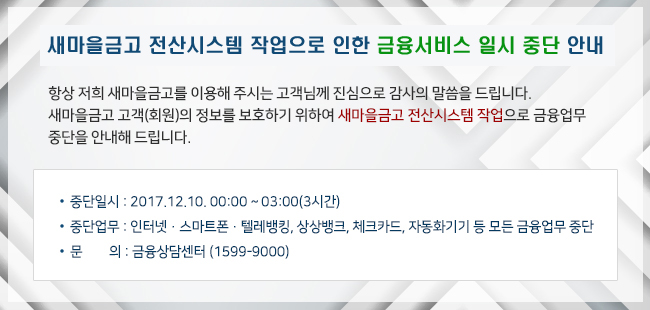 새마을금고 전산시스템 작업으로 인한 금융서비스 일시 중단 안내
항상 저희 새마을금고를 이용해 주시는 고객님께 진심으로 감사의 말씀을 드립니다.
새마을금고 고객(회원)의 정보를 보호하기 위하여 새마을금고 전산시스템 작업으로 금융업무
중단을 안내해 드립니다.
• 중단일시 : 2017.12.10. 00:00 ~ 03:00(3시간)
• 중단업무 : 인터넷 · 스마트폰 · 텔레뱅킹, 상상뱅크, 체크카드, 자동화기기 등 모든 금융업무 중단
• 문 의 : 금융상담센터 (1599-9000)